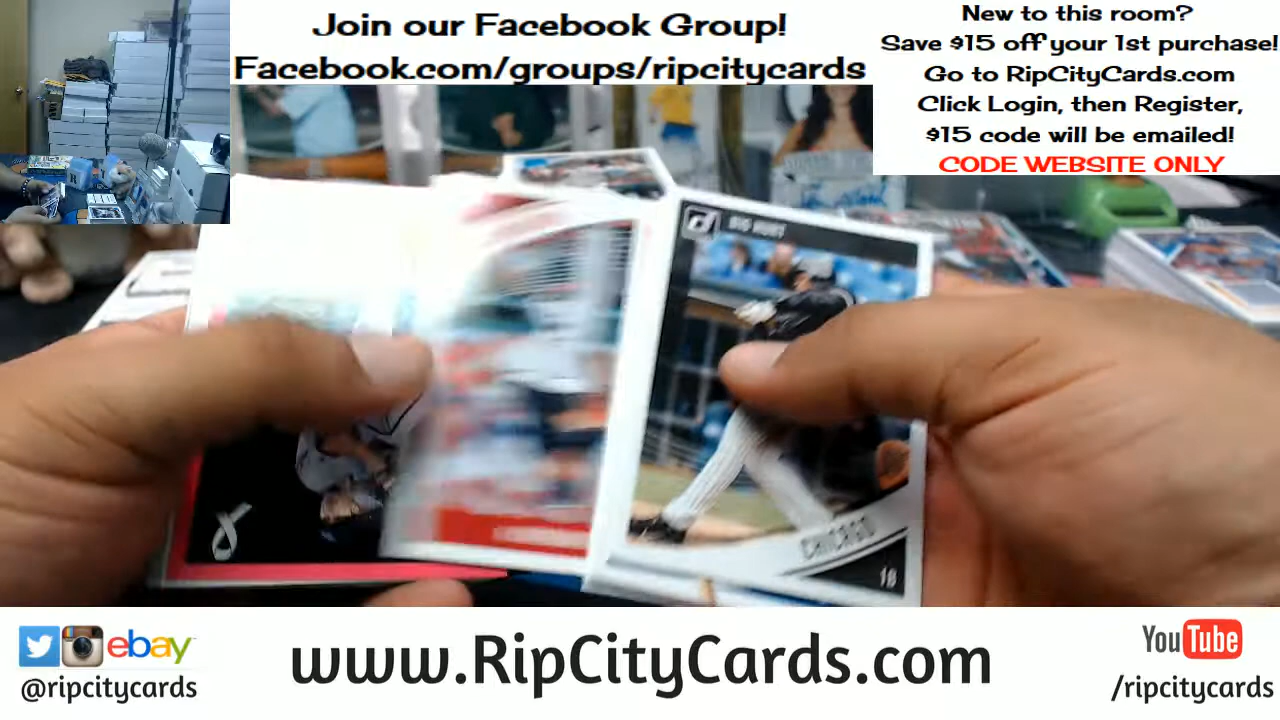 Join our Facebook Group!
Facebook.com/groups/ripcitycards
New to this room?
Save $15 off your 1st purchase!
Go to RipCityCards.com
Click Login, then Register,
$15 code will be emailed!
CODE WEBSITE ONLY
BIG HURT
CHICAGO
18
ebay
@ripcitycards
www.RipCityCards.com
YouTube
/ripcitycards